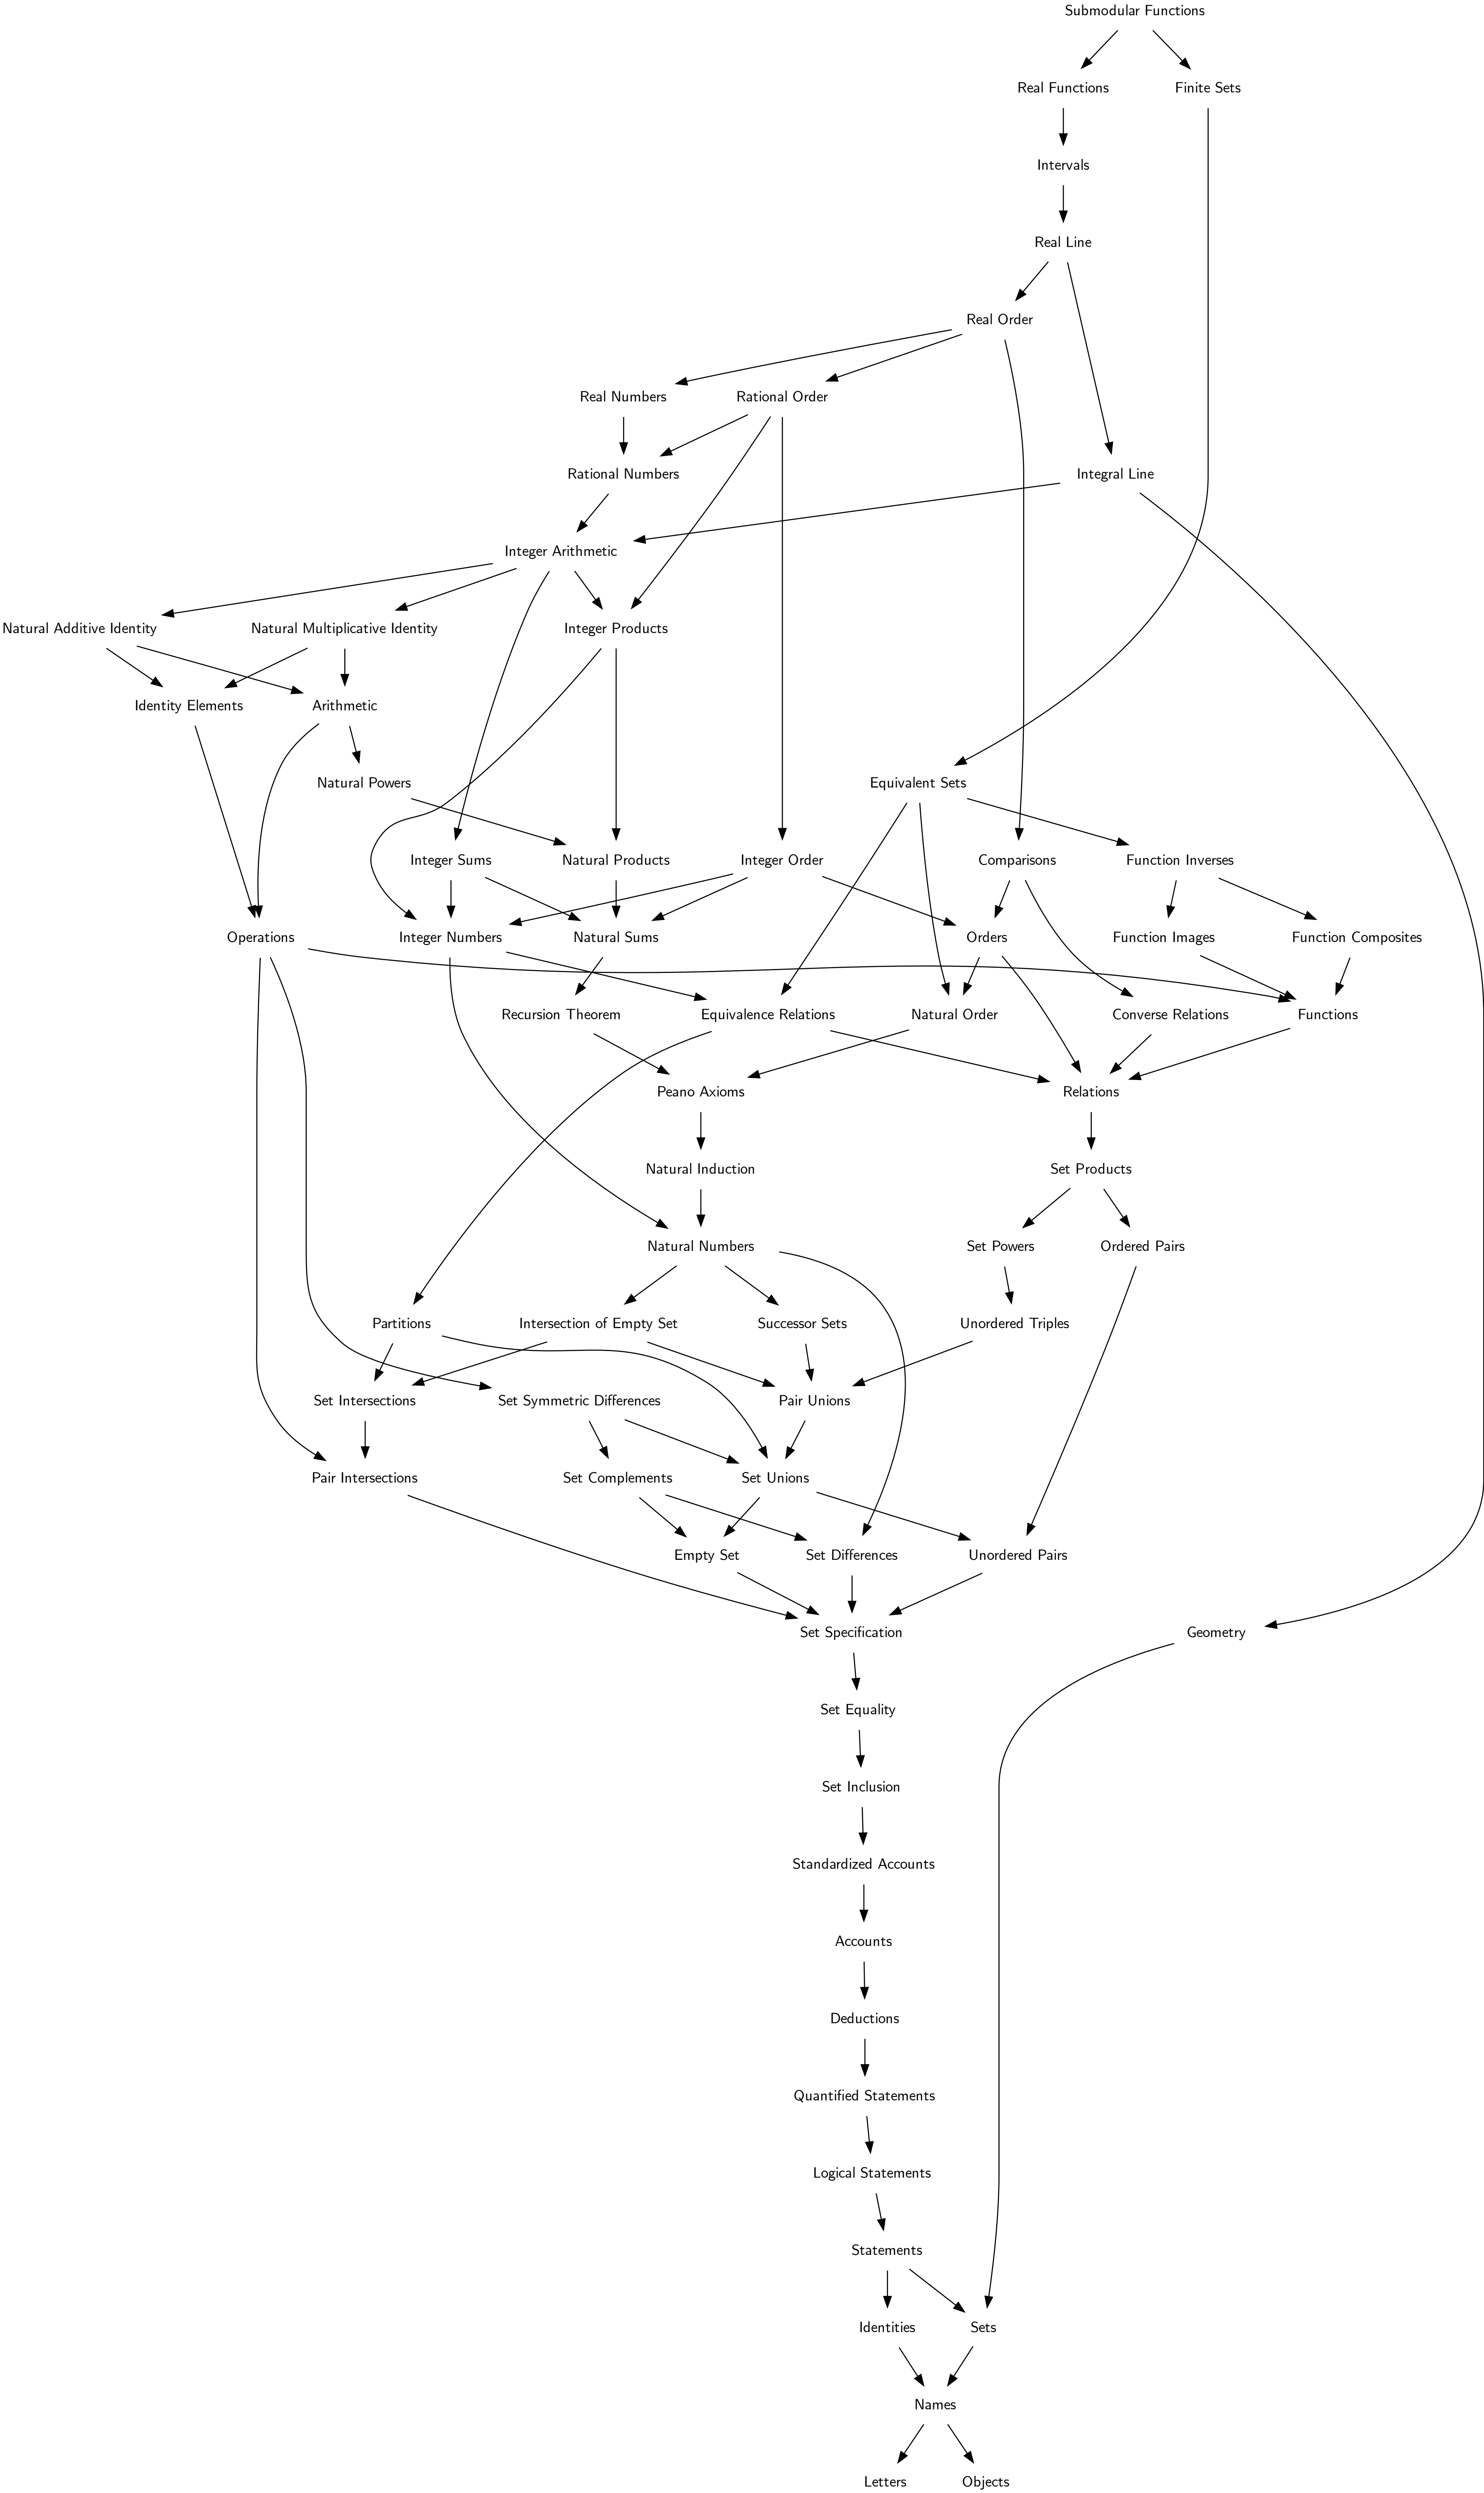 Submodular Functions
Real Functions
Finite Sets
Intervals
Real Line
Real Order
Real Numbers
Rational Order
Rational Numbers
Integral Line
Integer Arithmetic
Natural Additive Identity
Natural Multiplicative Identity
Integer Products
Identity Elements
Arithmetic
Natural Powers
Equivalent Sets
Integer Sums
Natural Products
Integer Order
Comparisons
Function Inverses
Operations
Integer Numbers
Natural Sums
Orders
Function Images
Function Composites
Recursion Theorem
Equivalence Relations
Natural Order
Converse Relations
Functions
Peano Axioms
Relations
Natural Induction
Set Products
Natural Numbers
Set Powers
Ordered Pairs
Partitions
Intersection of Empty Set
Successor Sets
Unordered Triples
Set Intersections
Set Symmetric Differences
Pair Unions
Pair Intersections
Set Complements
Set Unions
Empty Set
Set Differences
Unordered Pairs
Set Specification
Geometry
Set Equality
Set Inclusion
Standardized Accounts
Accounts
Deductions
Quantified Statements
Logical Statements
Statements
Identities
Sets
Names
Letters
Objects